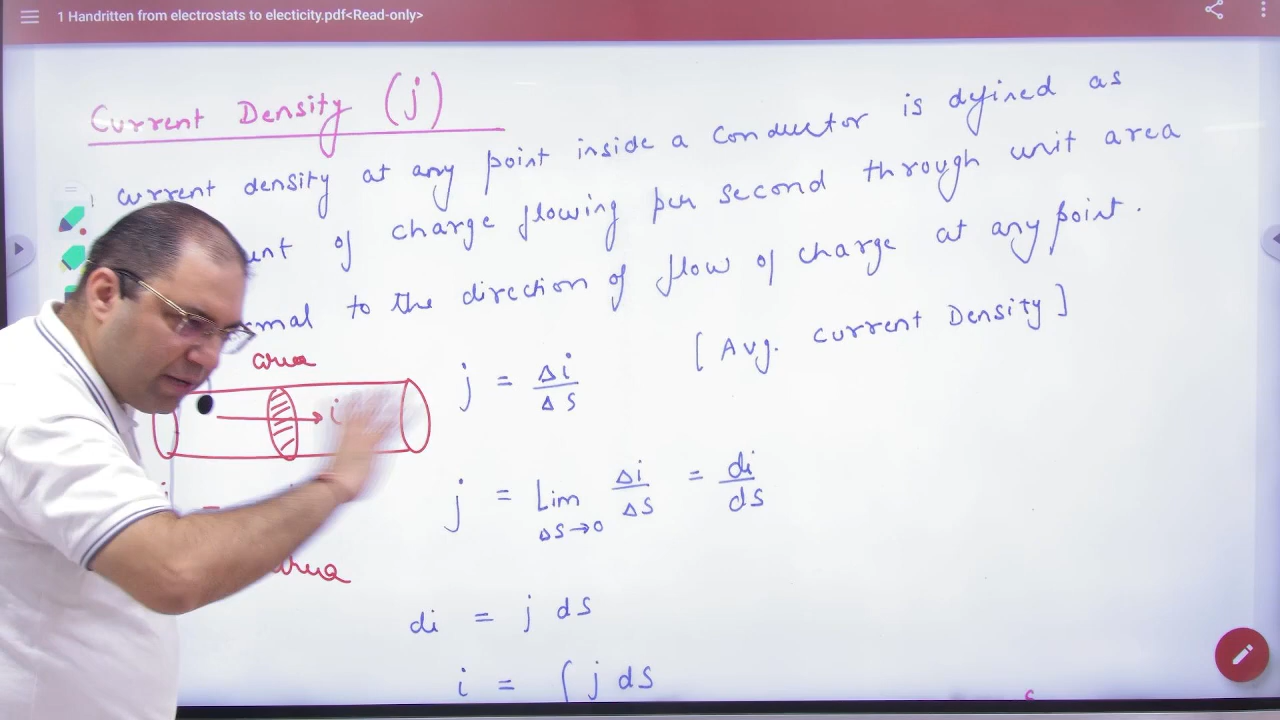 1 Handritten from electrostats to electicity.pdf<Read-only>
Current Density (j)
current density at any point inside a conductor is defined as
of charge flowing per second through unit area
to the direction of flow of charge at any point.
area
j = Δi / ΔS [Avg. Current Density]
i
j = Lim ΔS→0 Δi / ΔS = di / ds
area
di = j ds
i = ∫ j ds